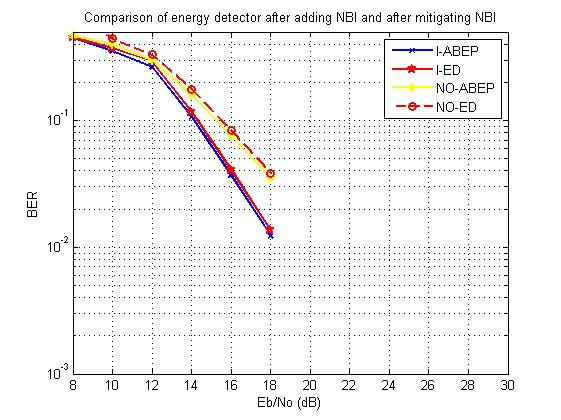 Comparison of energy detector after adding NBI and after mitigating NBI
I-ABEP
I-ED
NO-ABEP
NO-ED
BER
10-1
10-2
10-3
8 10 12 14 16 18 20 22 24 26 28 30
Eb/No (dB)